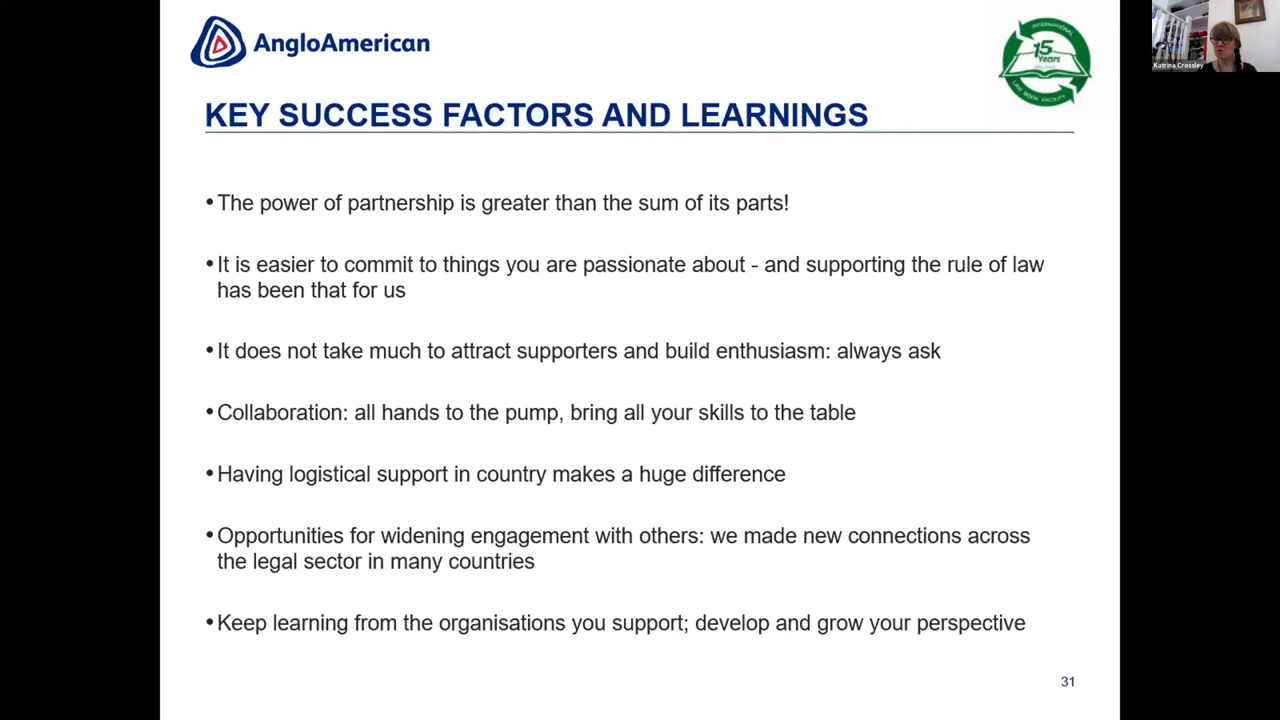 AngloAmerican
INTERNATIONAL
15
Years
LAW BOOK FACILITY
Katrina Crossley
KEY SUCCESS FACTORS AND LEARNINGS
•The power of partnership is greater than the sum of its parts!
•It is easier to commit to things you are passionate about - and supporting the rule of law
has been that for us
•It does not take much to attract supporters and build enthusiasm: always ask
•Collaboration: all hands to the pump, bring all your skills to the table
•Having logistical support in country makes a huge difference
•Opportunities for widening engagement with others: we made new connections across
the legal sector in many countries
•Keep learning from the organisations you support; develop and grow your perspective
31